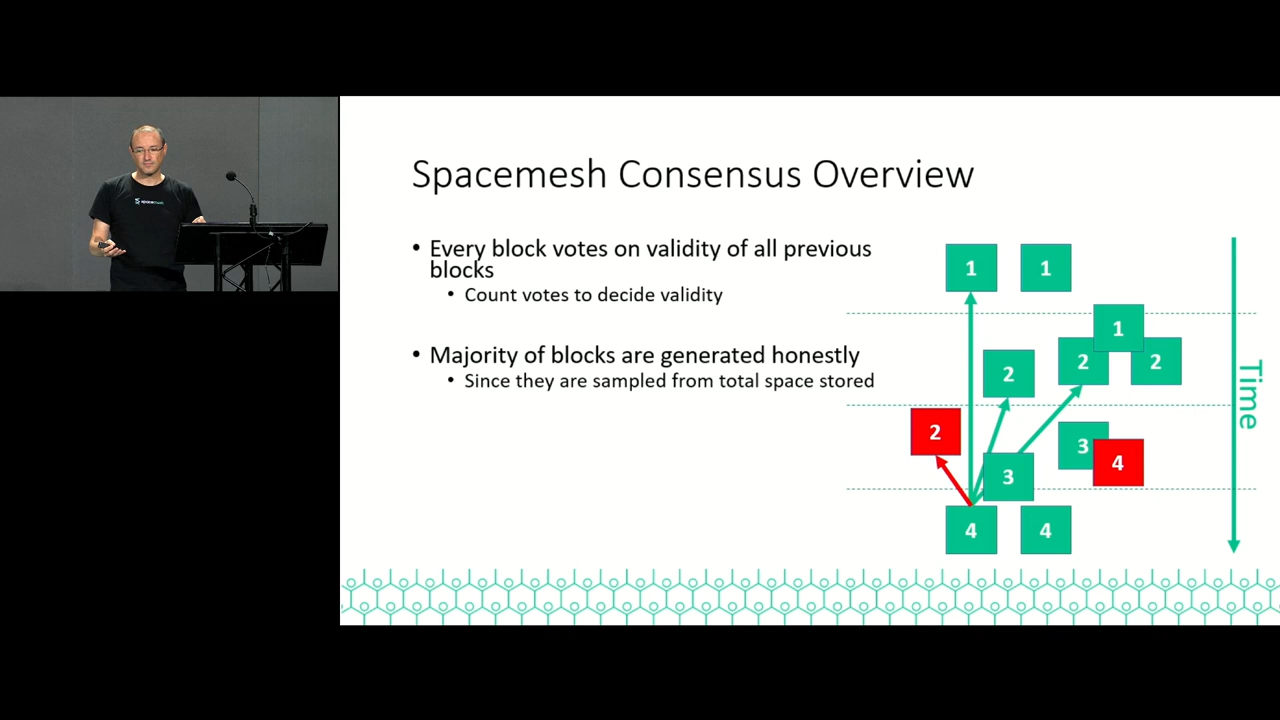 spacemesh
Spacemesh Consensus Overview
• Every block votes on validity of all previous
blocks
• Count votes to decide validity
• Majority of blocks are generated honestly
• Since they are sampled from total space stored
1 1
1
2 2 2
2
3 4
3
4 4
Time